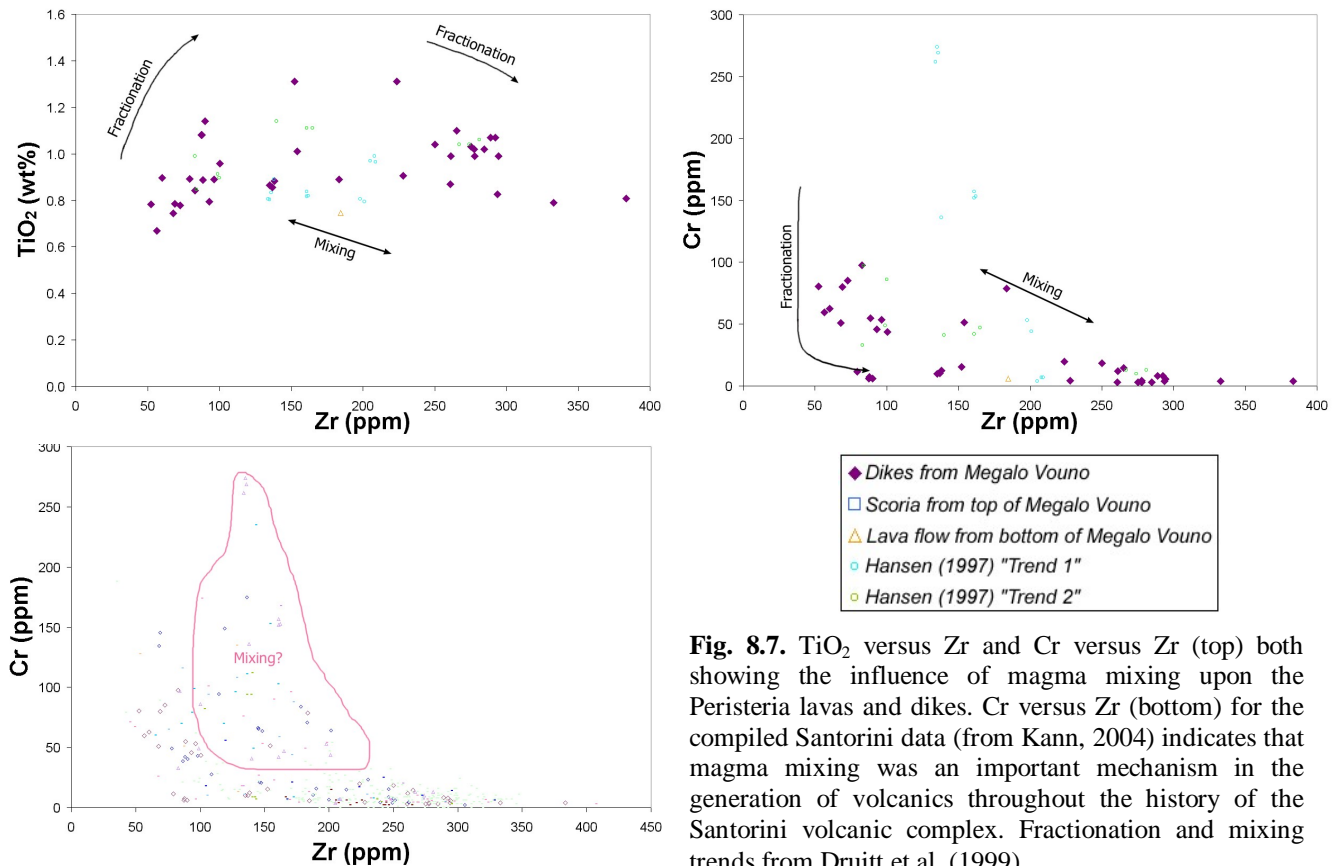 1.6
1.4
1.2
1.0
0.8
0.6
0.4
0.2
0.0
TiO2 (wt%)
Fractionation
Fractionation
Mixing
0 50 100 150 200 250 300 350 400
Zr (ppm)
300
250
200
150
100
50
0
Cr (ppm)
Fractionation
Mixing
0 50 100 150 200 250 300 350 400
Zr (ppm)
300
250
200
150
100
50
0
Cr (ppm)
Mixing?
0 50 100 150 200 250 300 350 400 450
Zr (ppm)
Dikes from Megalo Vouno
Scoria from top of Megalo Vouno
Lava flow from bottom of Megalo Vouno
Hansen (1997) "Trend 1"
Hansen (1997) "Trend 2"
Fig. 8.7. TiO2 versus Zr and Cr versus Zr (top) both
showing the influence of magma mixing upon the
Peristeria lavas and dikes. Cr versus Zr (bottom) for the
compiled Santorini data (from Kann, 2004) indicates that
magma mixing was an important mechanism in the
generation of volcanics throughout the history of the
Santorini volcanic complex. Fractionation and mixing
trends from Druitt et al. (1999)